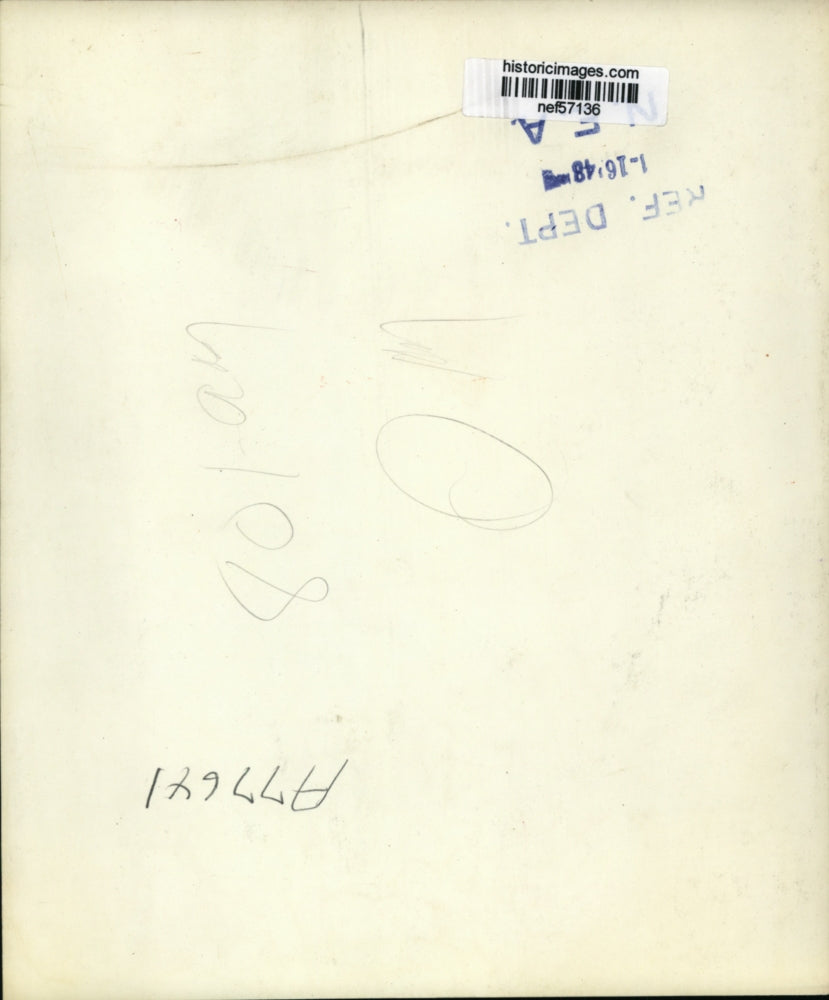 historicimages.com
nef57136
REF. DEPT.
1-16'48
N E A
A77641